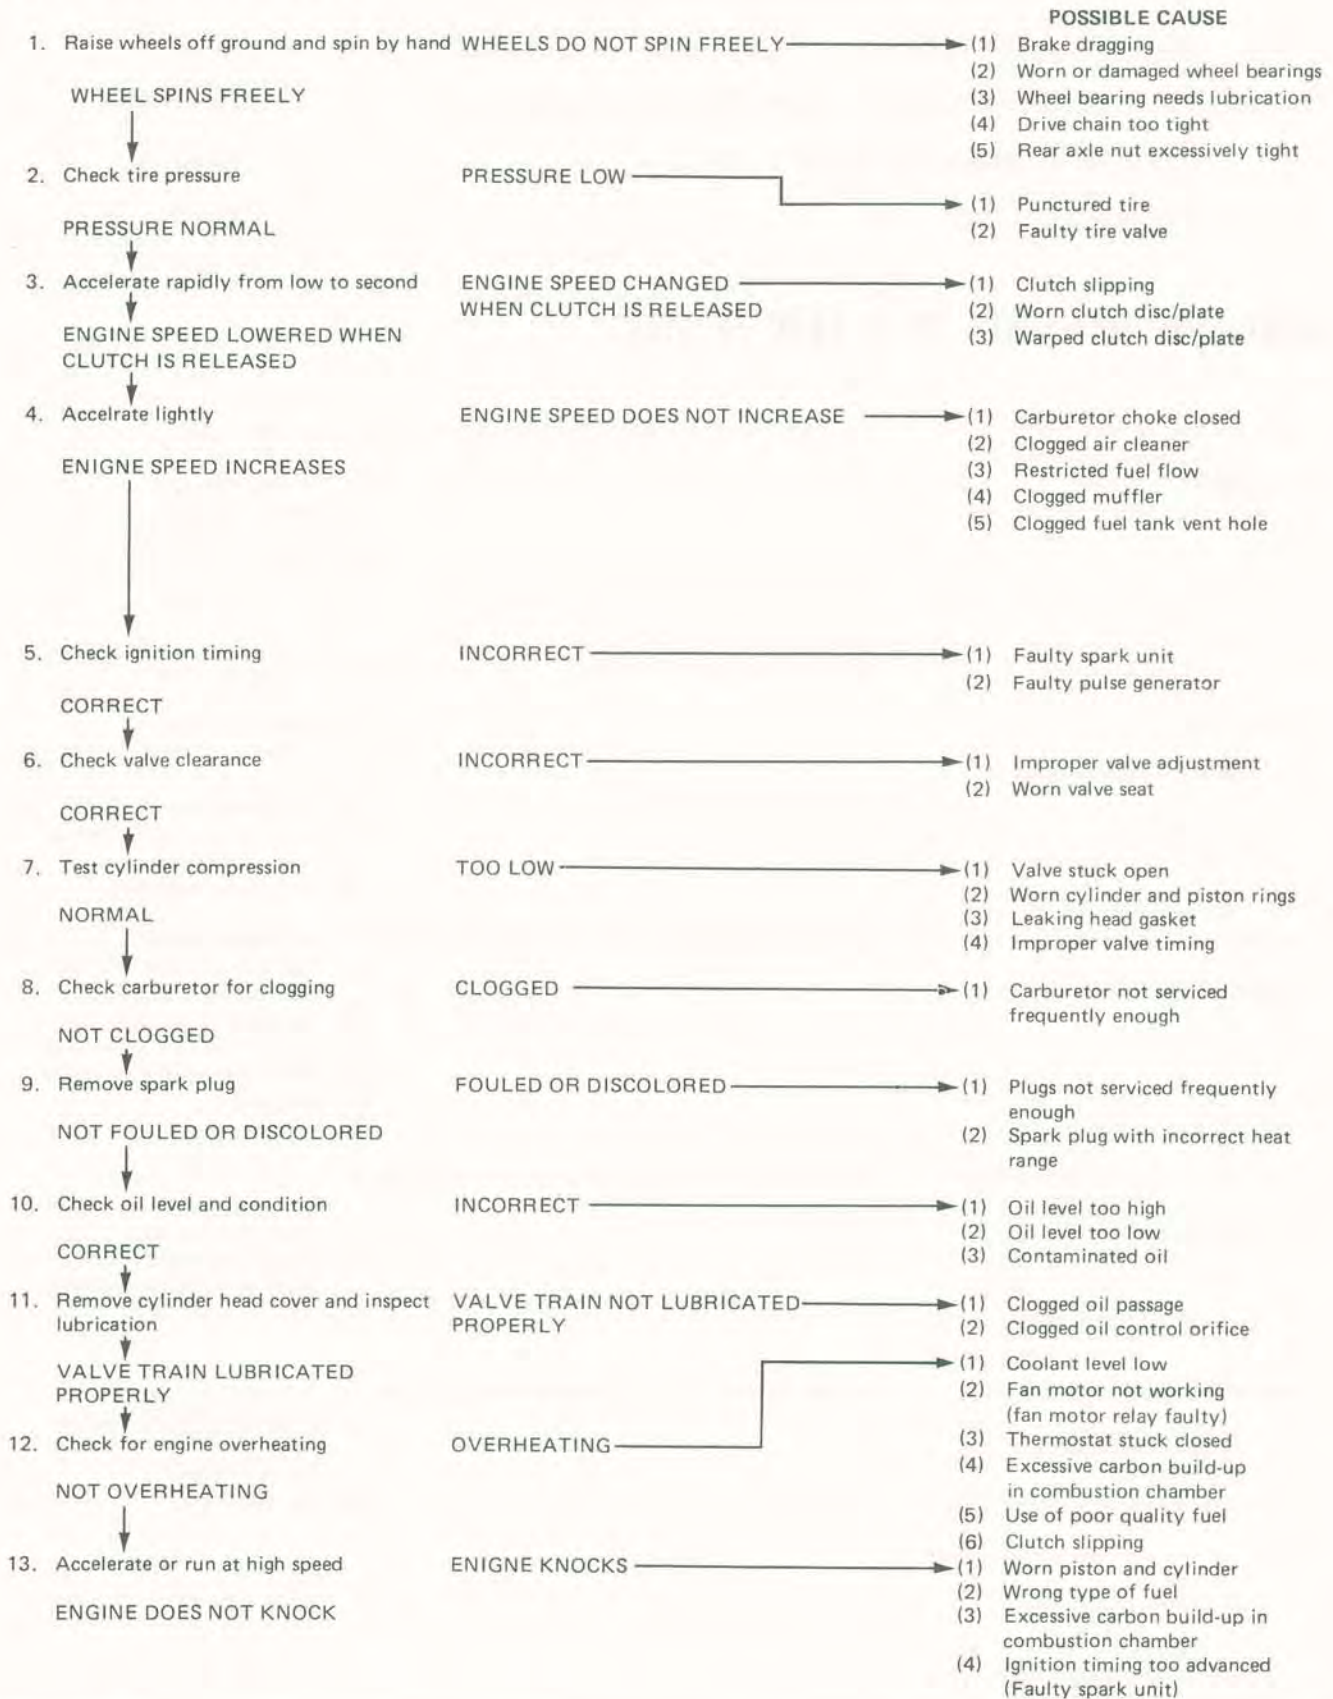 POSSIBLE CAUSE
1. Raise wheels off ground and spin by hand WHEELS DO NOT SPIN FREELY (1) Brake dragging
(2) Worn or damaged wheel bearings
WHEEL SPINS FREELY
(3) Wheel bearing needs lubrication
(4) Drive chain too tight
(5) Rear axle nut excessively tight
2. Check tire pressure PRESSURE LOW
(1) Punctured tire
PRESSURE NORMAL
(2) Faulty tire valve
3. Accelerate rapidly from low to second ENGINE SPEED CHANGED (1) Clutch slipping
WHEN CLUTCH IS RELEASED (2) Worn clutch disc/plate
ENGINE SPEED LOWERED WHEN (3) Warped clutch disc/plate
CLUTCH IS RELEASED
4. Accelrate lightly ENGINE SPEED DOES NOT INCREASE (1) Carburetor choke closed
(2) Clogged air cleaner
ENIGNE SPEED INCREASES (3) Restricted fuel flow
(4) Clogged muffler
(5) Clogged fuel tank vent hole
5. Check ignition timing INCORRECT (1) Faulty spark unit
(2) Faulty pulse generator
CORRECT
6. Check valve clearance INCORRECT (1) Improper valve adjustment
(2) Worn valve seat
CORRECT
7. Test cylinder compression TOO LOW (1) Valve stuck open
(2) Worn cylinder and piston rings
NORMAL (3) Leaking head gasket
(4) Improper valve timing
8. Check carburetor for clogging CLOGGED (1) Carburetor not serviced
frequently enough
NOT CLOGGED
9. Remove spark plug FOULED OR DISCOLORED (1) Plugs not serviced frequently
enough
NOT FOULED OR DISCOLORED (2) Spark plug with incorrect heat
range
10. Check oil level and condition INCORRECT (1) Oil level too high
(2) Oil level too low
CORRECT (3) Contaminated oil
11. Remove cylinder head cover and inspect VALVE TRAIN NOT LUBRICATED (1) Clogged oil passage
lubrication PROPERLY (2) Clogged oil control orifice
VALVE TRAIN LUBRICATED (1) Coolant level low
PROPERLY (2) Fan motor not working
(fan motor relay faulty)
12. Check for engine overheating OVERHEATING (3) Thermostat stuck closed
(4) Excessive carbon build-up
NOT OVERHEATING in combustion chamber
(5) Use of poor quality fuel
(6) Clutch slipping
13. Accelerate or run at high speed ENIGNE KNOCKS (1) Worn piston and cylinder
(2) Wrong type of fuel
ENGINE DOES NOT KNOCK (3) Excessive carbon build-up in
combustion chamber
(4) Ignition timing too advanced
(Faulty spark unit)